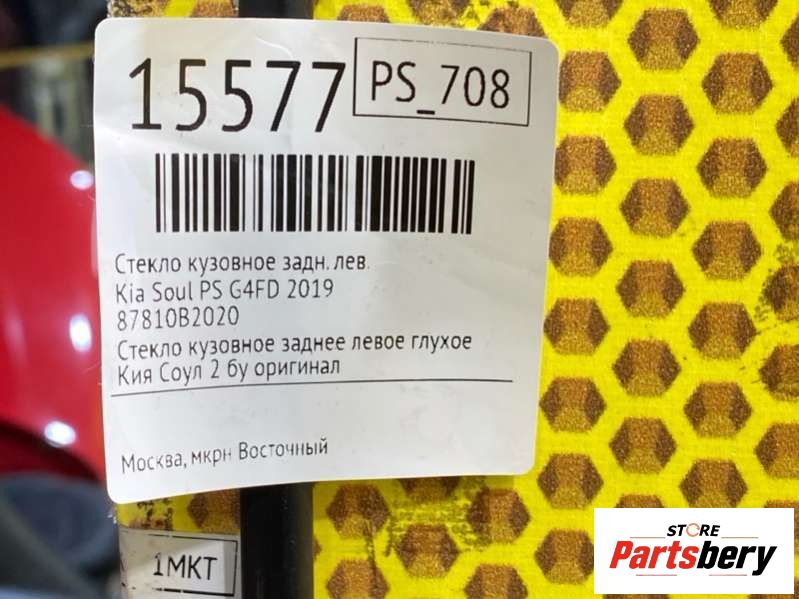 15577 PS_708
Стекло кузовное задн. лев.
Kia Soul PS G4FD 2019
87810B2020
Стекло кузовное заднее левое глухое
Кия Соул 2 бу оригинал
Москва, мкрн Восточный
1МКТ
STORE
Partsbery